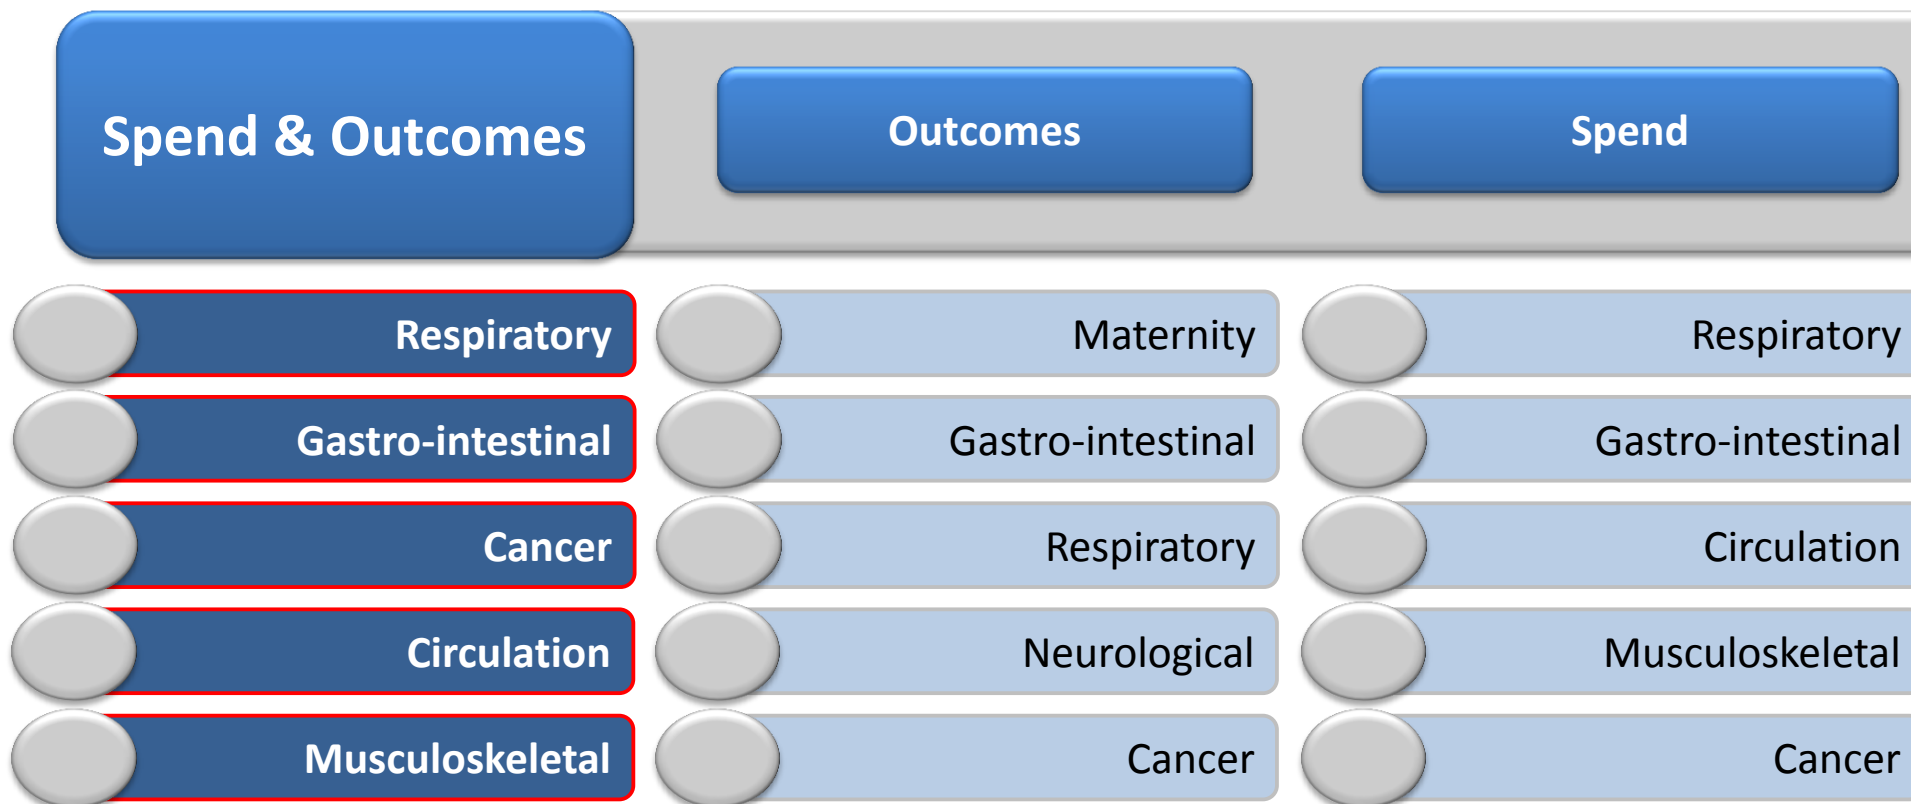 Spend & Outcomes
Outcomes
Spend
Respiratory
Maternity
Respiratory
Gastro-intestinal
Gastro-intestinal
Gastro-intestinal
Cancer
Respiratory
Circulation
Circulation
Neurological
Musculoskeletal
Musculoskeletal
Cancer
Cancer